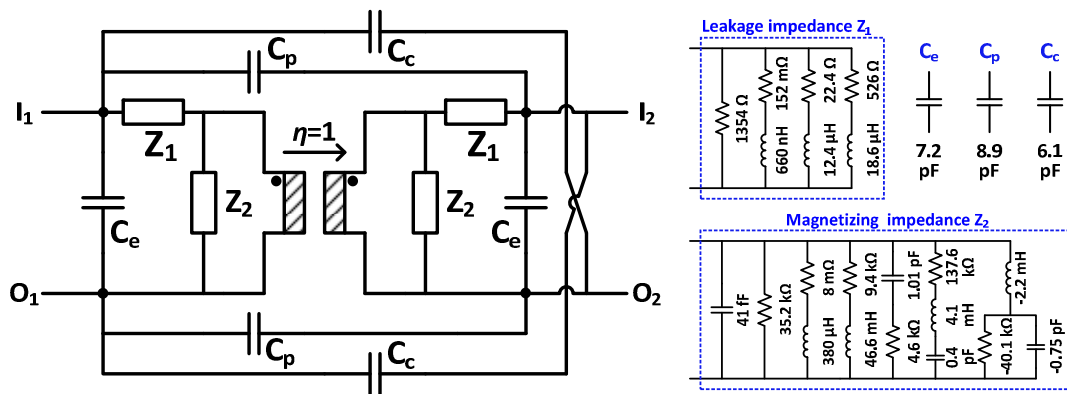 C_c
C_p
I_1
Z_1
η=1
Z_1
I_2
Z_2
Z_2
C_e
C_e
O_1
O_2
C_p
C_c
Leakage impedance Z_1
1354 Ω
152 mΩ
660 nH
22.4 Ω
12.4 μH
526 Ω
18.6 μH
C_e
C_p
C_c
7.2
pF
8.9
pF
6.1
pF
Magnetizing impedance Z_2
41 fF
35.2 kΩ
8 mΩ
380 μH
9.4 kΩ
46.6 mH
1.01 pF
4.6 kΩ
137.6
kΩ
4.1
mH
0.4
pF
-2.2 mH
-40.1 kΩ
-0.75 pF